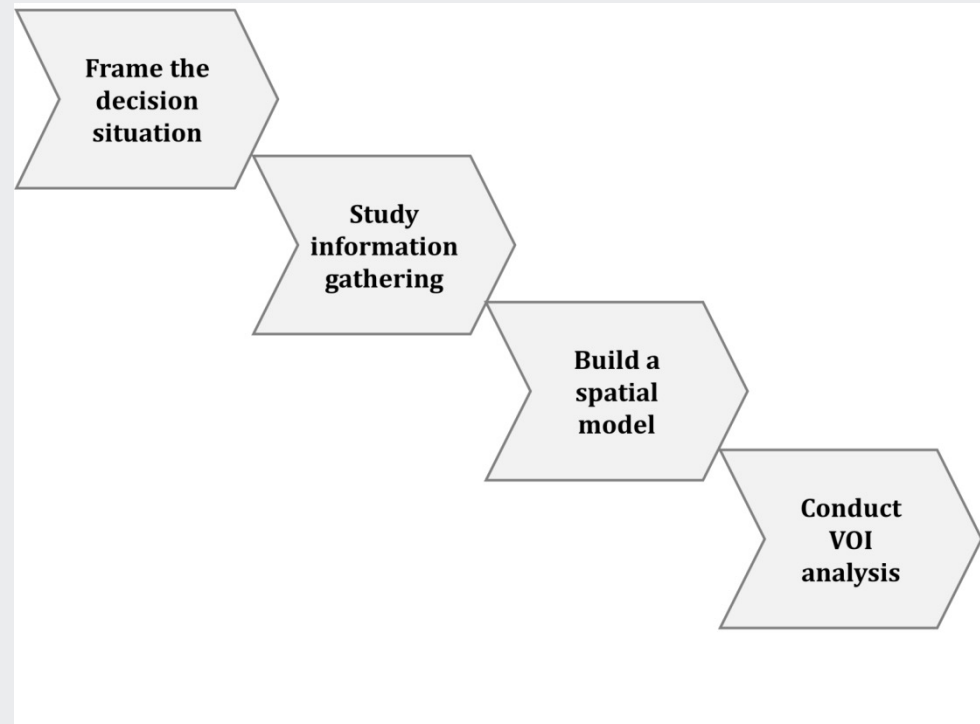 Frame the
decision
situation
Study
information
gathering
Build a
spatial
model
Conduct
VOI
analysis